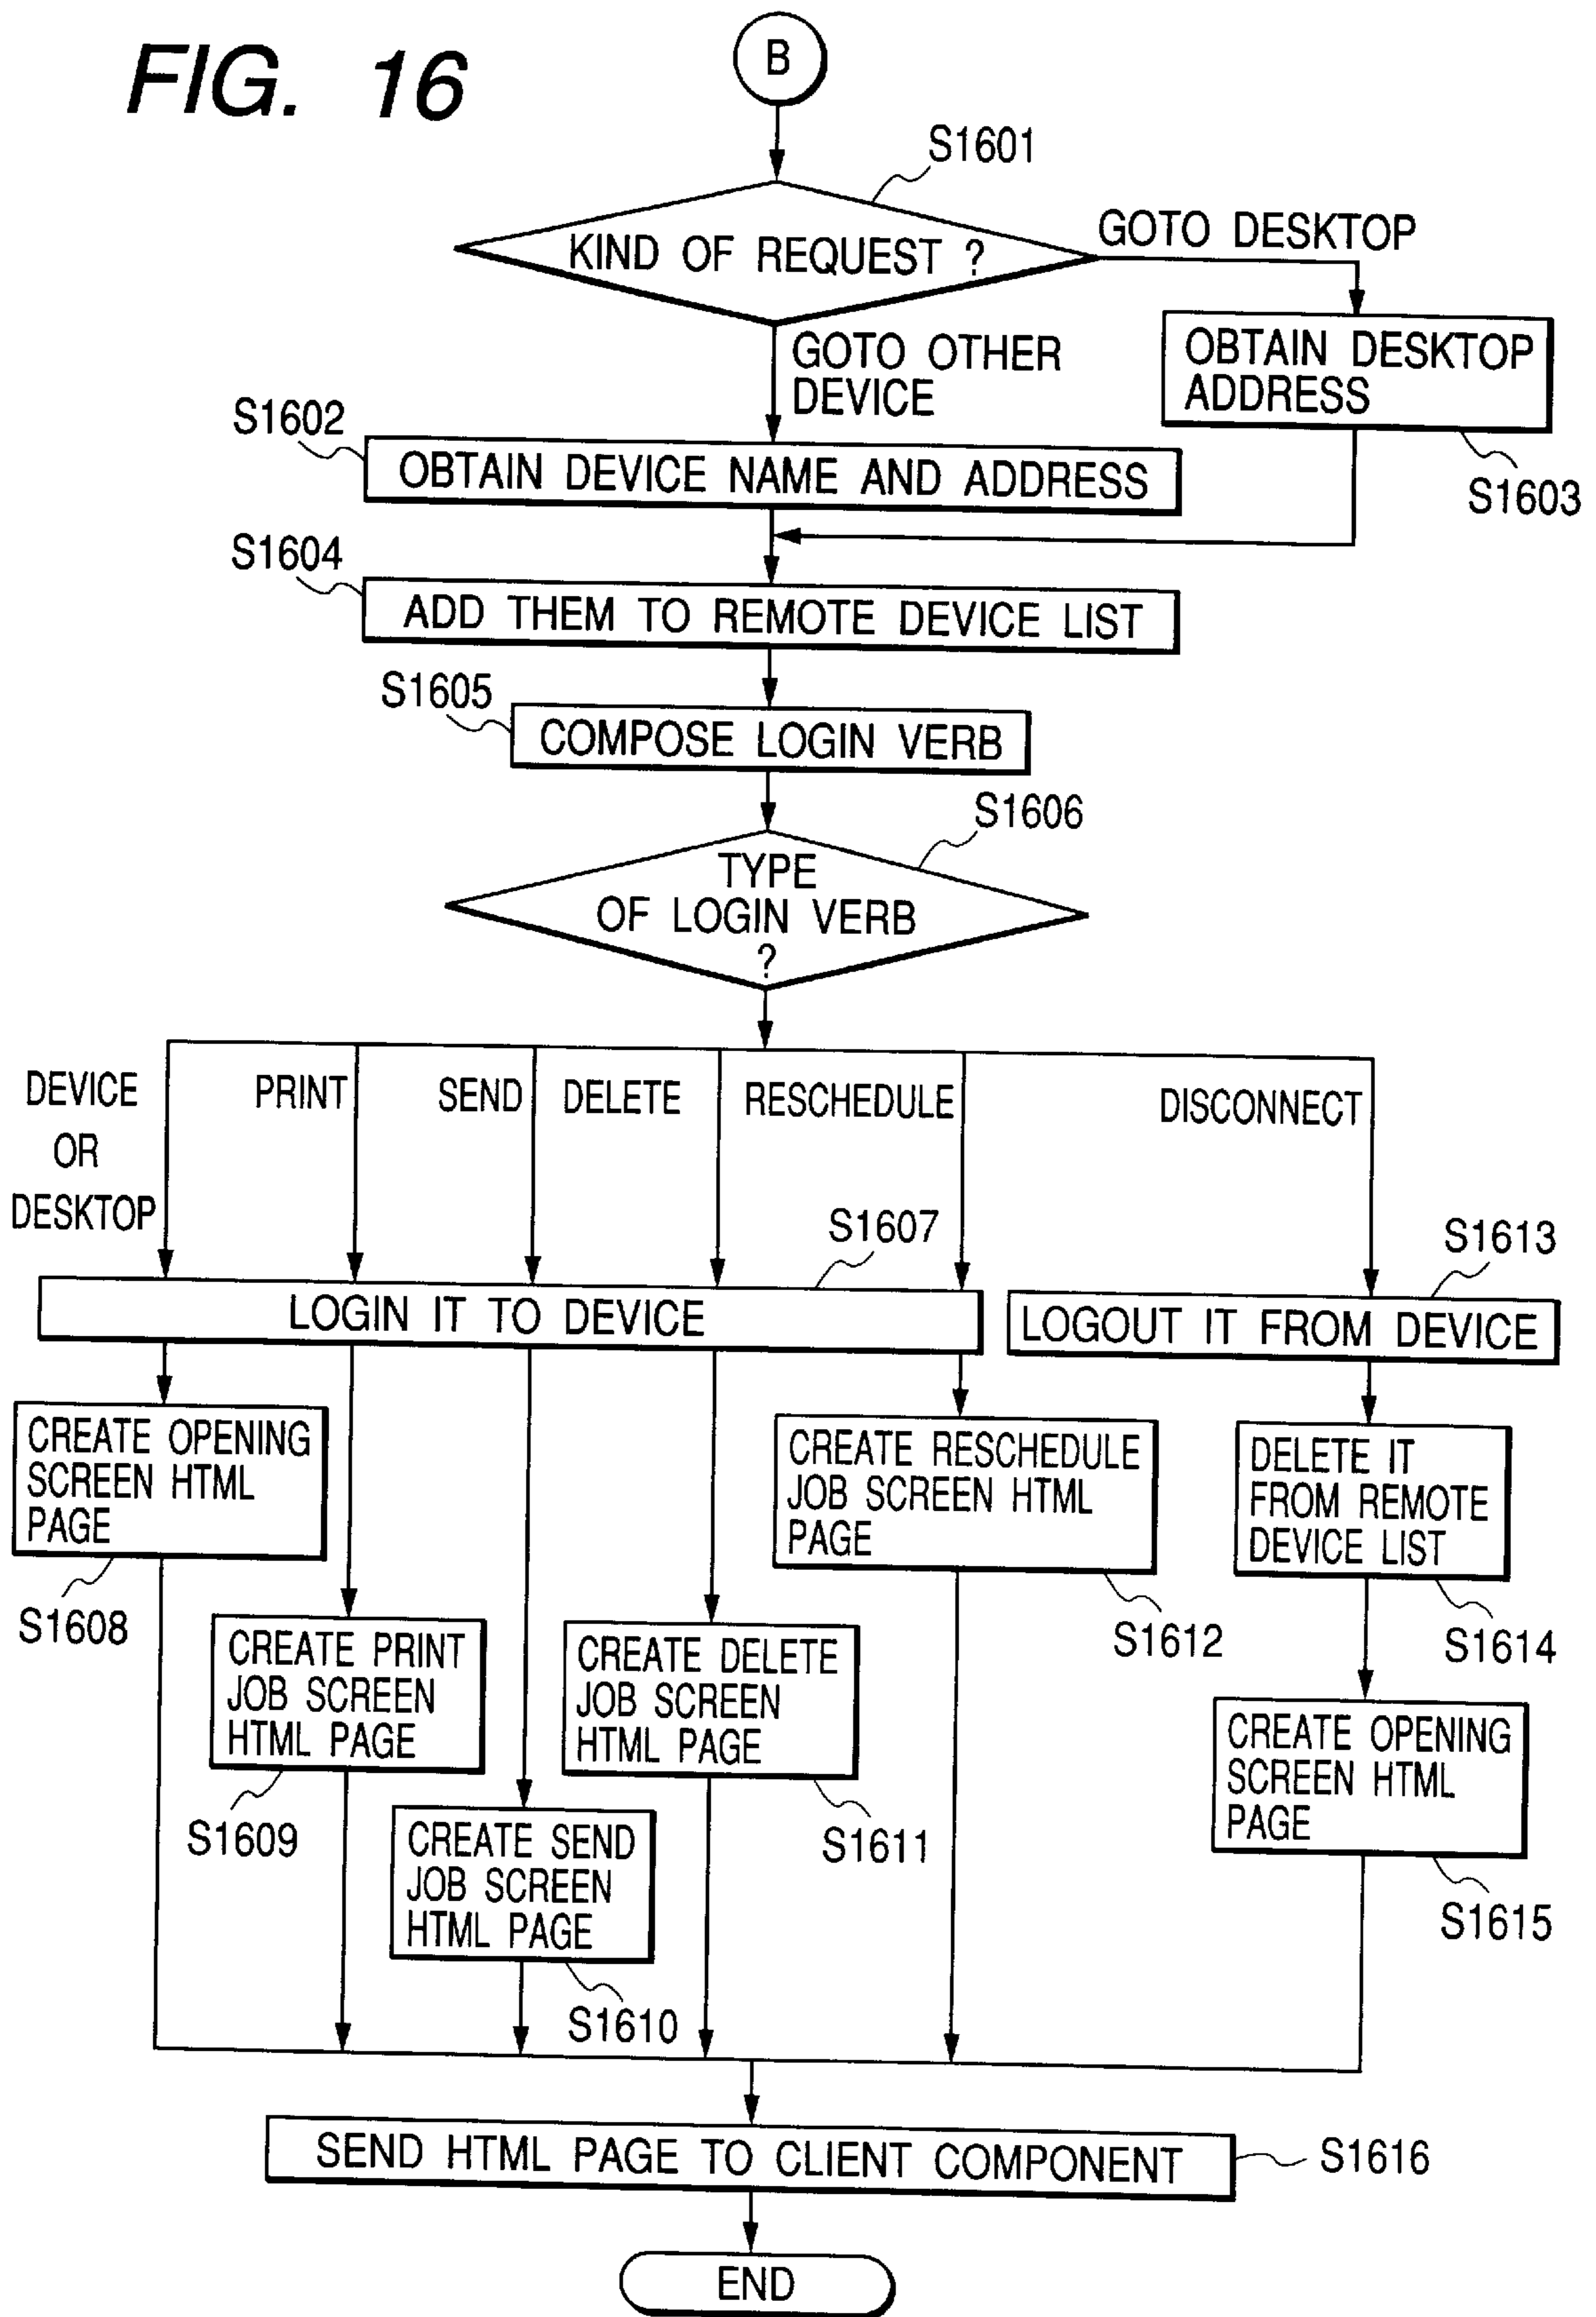 FIG. 16
B
S1601
KIND OF REQUEST ?
GOTO DESKTOP
GOTO OTHER
DEVICE
OBTAIN DESKTOP
ADDRESS
S1603
S1602
OBTAIN DEVICE NAME AND ADDRESS
S1604
ADD THEM TO REMOTE DEVICE LIST
S1605
COMPOSE LOGIN VERB
S1606
TYPE
OF LOGIN VERB
?
DEVICE
OR
DESKTOP
PRINT
SEND
DELETE
RESCHEDULE
DISCONNECT
S1607
LOGIN IT TO DEVICE
S1613
LOGOUT IT FROM DEVICE
CREATE OPENING
SCREEN HTML
PAGE
S1608
CREATE PRINT
JOB SCREEN
HTML PAGE
S1609
CREATE SEND
JOB SCREEN
HTML PAGE
S1610
CREATE DELETE
JOB SCREEN
HTML PAGE
S1611
CREATE RESCHEDULE
JOB SCREEN HTML
PAGE
S1612
DELETE IT
FROM REMOTE
DEVICE LIST
S1614
CREATE OPENING
SCREEN HTML
PAGE
S1615
SEND HTML PAGE TO CLIENT COMPONENT
S1616
END